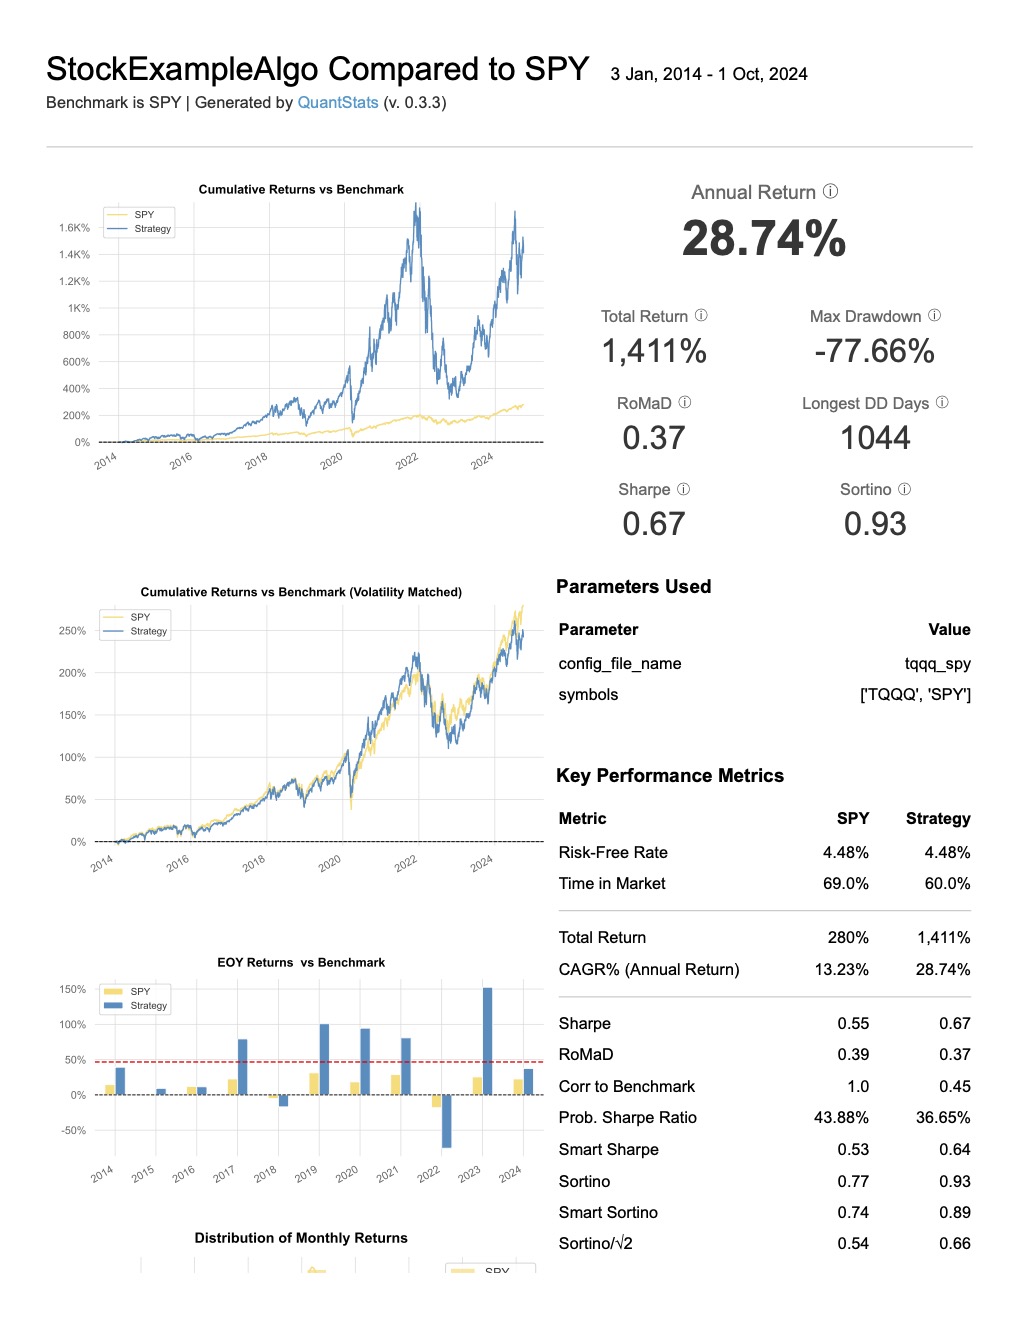 StockExampleAlgo Compared to SPY 3 Jan, 2014 - 1 Oct, 2024
Benchmark is SPY | Generated by QuantStats (v. 0.3.3)
Cumulative Returns vs Benchmark
SPY
Strategy
1.6K%
1.4K%
1.2K%
1K%
800%
600%
400%
200%
0%
2014 2016 2018 2020 2022 2024
Annual Return ⓘ
28.74%
Total Return ⓘ Max Drawdown ⓘ
1,411% -77.66%
RoMaD ⓘ Longest DD Days ⓘ
0.37 1044
Sharpe ⓘ Sortino ⓘ
0.67 0.93
Cumulative Returns vs Benchmark (Volatility Matched)
SPY
Strategy
250%
200%
150%
100%
50%
0%
2014 2016 2018 2020 2022 2024
Parameters Used
Parameter Value
config_file_name tqqq_spy
symbols ['TQQQ', 'SPY']
EOY Returns vs Benchmark
SPY
Strategy
150%
100%
50%
0%
-50%
2014 2015 2016 2017 2018 2019 2020 2021 2022 2023 2024
Key Performance Metrics
Metric SPY Strategy
Risk-Free Rate 4.48% 4.48%
Time in Market 69.0% 60.0%
Total Return 280% 1,411%
CAGR% (Annual Return) 13.23% 28.74%
Sharpe 0.55 0.67
RoMaD 0.39 0.37
Corr to Benchmark 1.0 0.45
Prob. Sharpe Ratio 43.88% 36.65%
Smart Sharpe 0.53 0.64
Sortino 0.77 0.93
Smart Sortino 0.74 0.89
Sortino/√2 0.54 0.66
Distribution of Monthly Returns
SPY